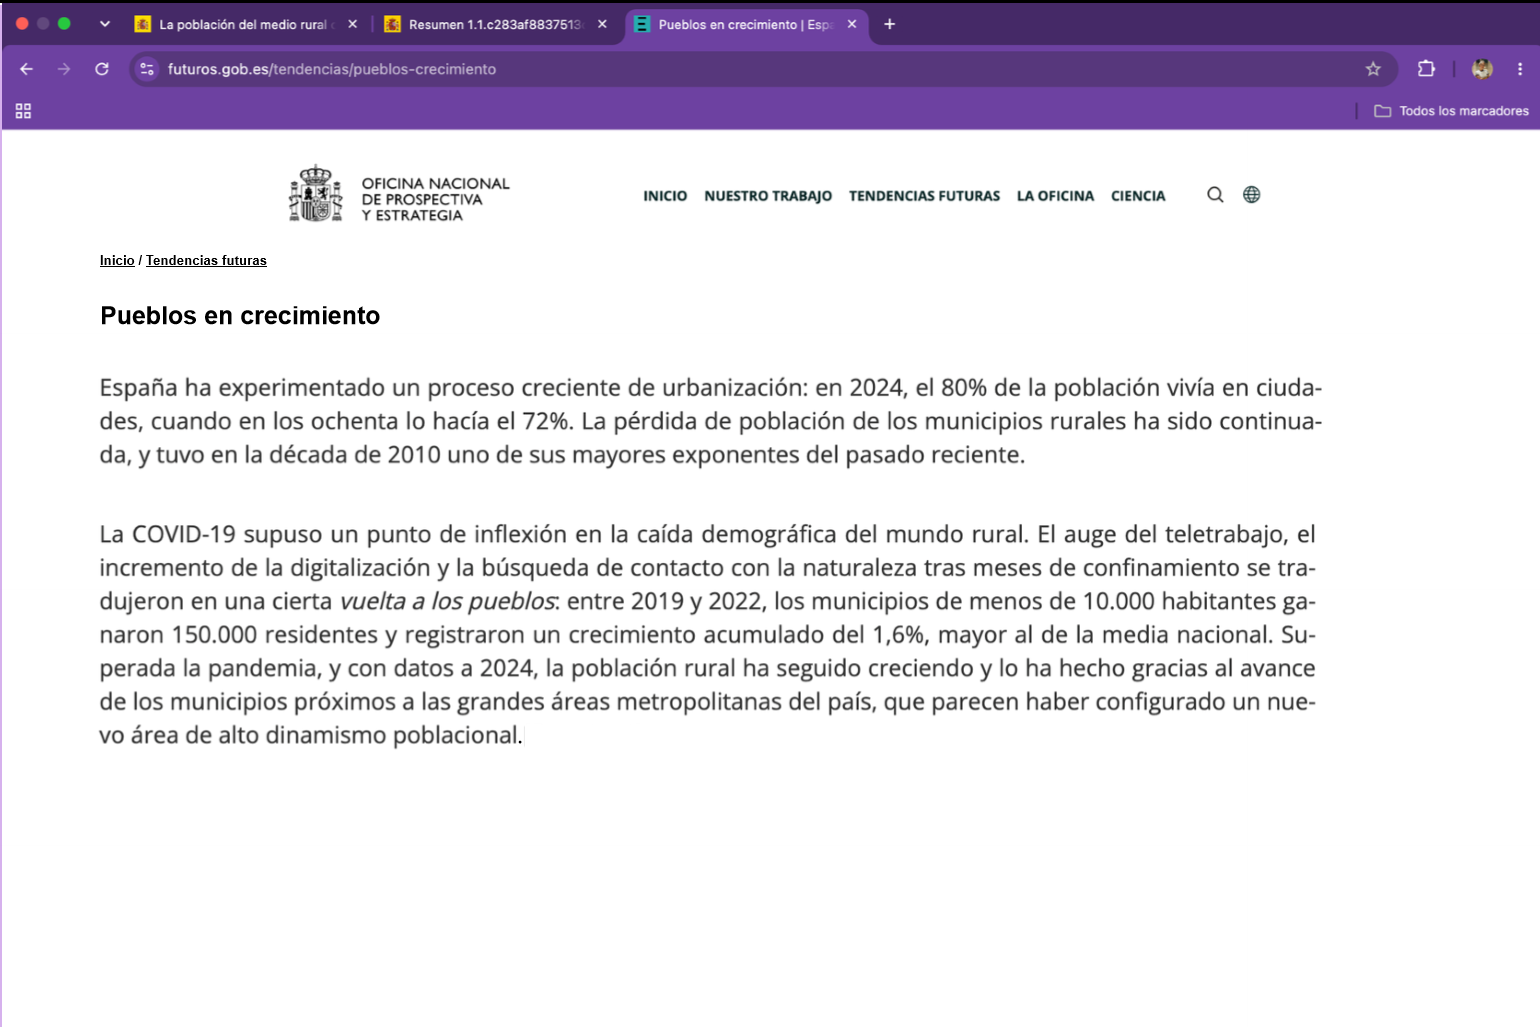 La población del medio rural
Resumen 1.1.c283af8837513
Pueblos en crecimiento | Esp
futuros.gob.es/tendencias/pueblos-crecimiento
Todos los marcadores
OFICINA NACIONAL
DE PROSPECTIVA
Y ESTRATEGIA
INICIO NUESTRO TRABAJO TENDENCIAS FUTURAS LA OFICINA CIENCIA
Inicio / Tendencias futuras
Pueblos en crecimiento
España ha experimentado un proceso creciente de urbanización: en 2024, el 80% de la población vivía en ciuda-
des, cuando en los ochenta lo hacía el 72%. La pérdida de población de los municipios rurales ha sido continua-
da, y tuvo en la década de 2010 uno de sus mayores exponentes del pasado reciente.
La COVID-19 supuso un punto de inflexión en la caída demográfica del mundo rural. El auge del teletrabajo, el
incremento de la digitalización y la búsqueda de contacto con la naturaleza tras meses de confinamiento se tra-
dujeron en una cierta vuelta a los pueblos: entre 2019 y 2022, los municipios de menos de 10.000 habitantes ga-
naron 150.000 residentes y registraron un crecimiento acumulado del 1,6%, mayor al de la media nacional. Su-
perada la pandemia, y con datos a 2024, la población rural ha seguido creciendo y lo ha hecho gracias al avance
de los municipios próximos a las grandes áreas metropolitanas del país, que parecen haber configurado un nue-
vo área de alto dinamismo poblacional.